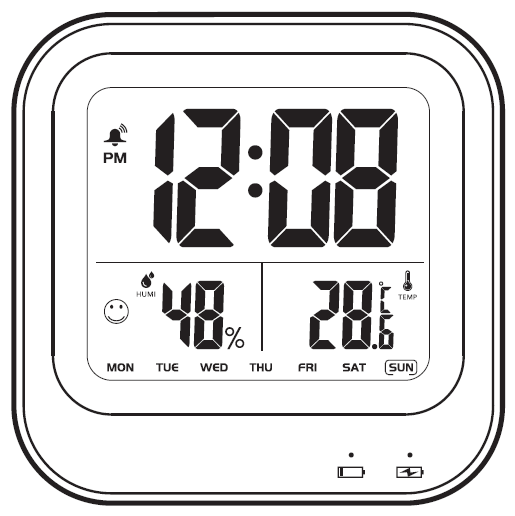 PM 12:08
HUMI 48%
28.6℃ TEMP
MON TUE WED THU FRI SAT SUN